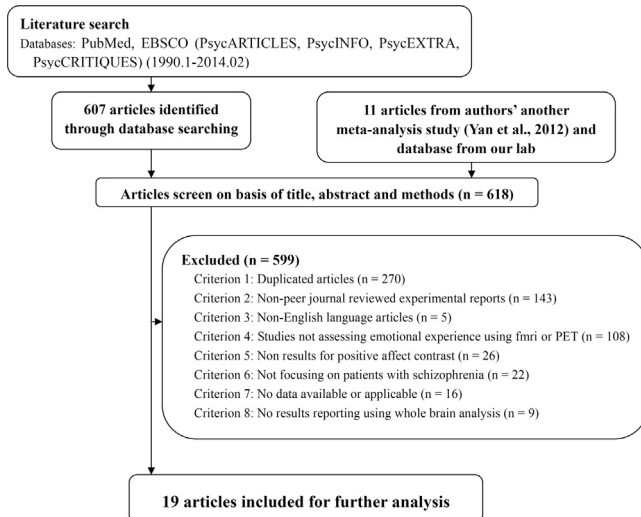 Literature search
Databases: PubMed, EBSCO (PsycARTICLES, PsycINFO, PsycEXTRA,
PsycCRITIQUES) (1990.1-2014.02)
607 articles identified
through database searching
11 articles from authors’ another
meta-analysis study (Yan et al., 2012) and
database from our lab
Articles screen on basis of title, abstract and methods (n = 618)
Excluded (n = 599)
Criterion 1: Duplicated articles (n = 270)
Criterion 2: Non-peer journal reviewed experimental reports (n = 143)
Criterion 3: Non-English language articles (n = 5)
Criterion 4: Studies not assessing emotional experience using fmri or PET (n = 108)
Criterion 5: Non results for positive affect contrast (n = 26)
Criterion 6: Not focusing on patients with schizophrenia (n = 22)
Criterion 7: No data available or applicable (n = 16)
Criterion 8: No results reporting using whole brain analysis (n = 9)
19 articles included for further analysis